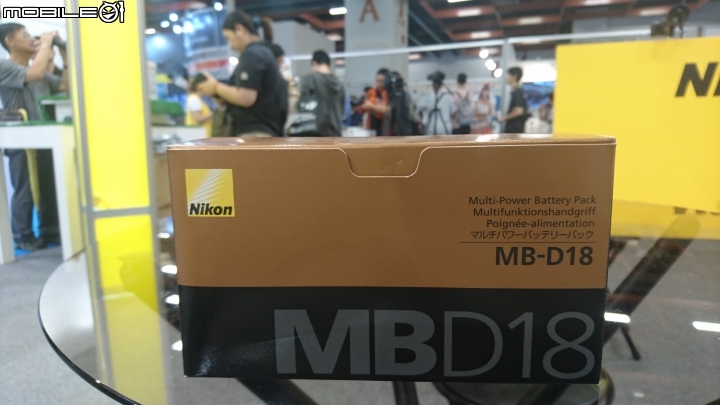 MOBILE01
A
Nikon
Multi-Power Battery Pack
Multifunktionshandgriff
Poignée-alimentation
マルチパワーバッテリーパック
MB-D18
MBD18